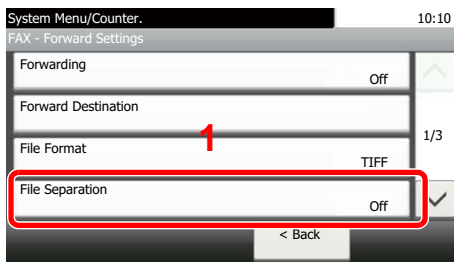 System Menu/Counter.
10:10
FAX - Forward Settings
Forwarding
Off
Forward Destination
1
1/3
File Format
TIFF
File Separation
Off
< Back